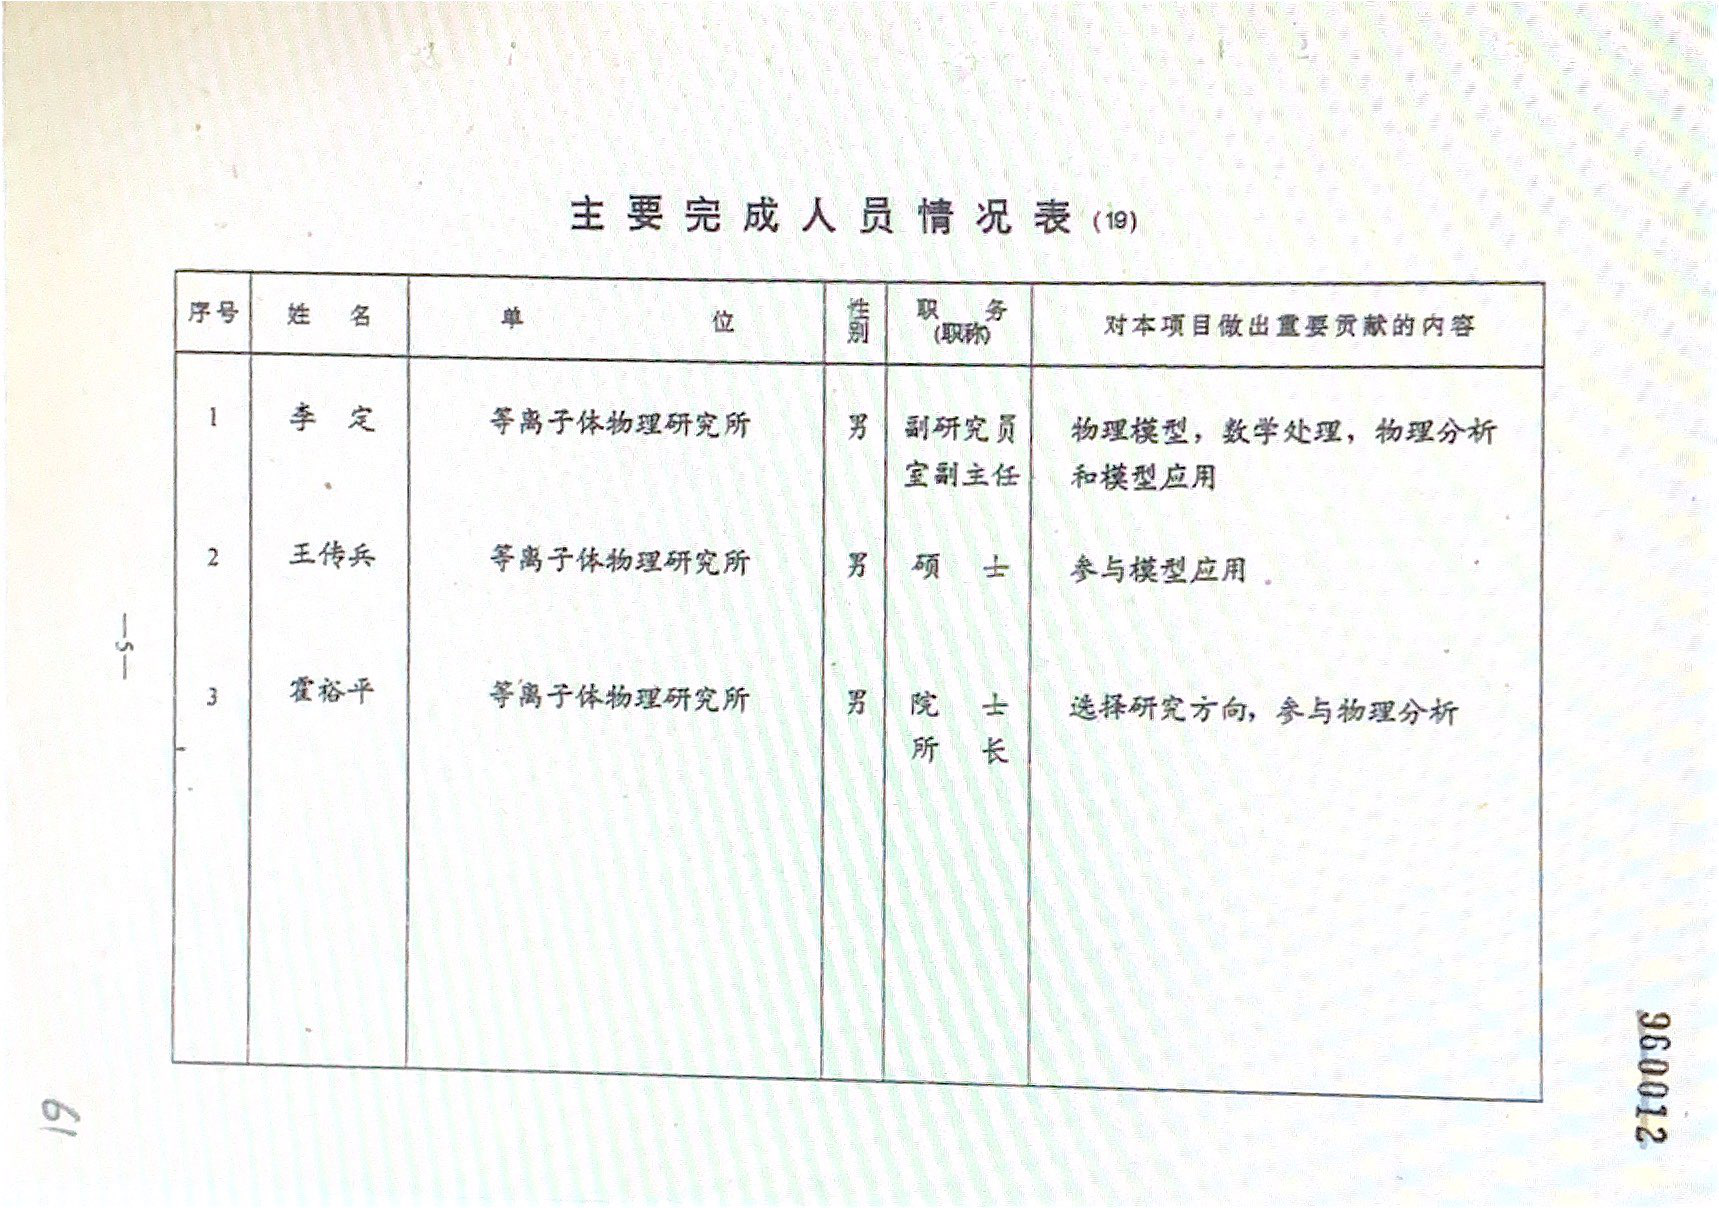 主要完成人员情况表(19)
序号 姓名 单位 性别 职务(职称) 对本项目做出重要贡献的内容
1 李定 等离子体物理研究所 男 副研究员 物理模型，数学处理，物理分析
室副主任 和模型应用
2 王传兵 等离子体物理研究所 男 硕士 参与模型应用
3 霍裕平 等离子体物理研究所 男 院士 选择研究方向，参与物理分析
所长
—5—
960012